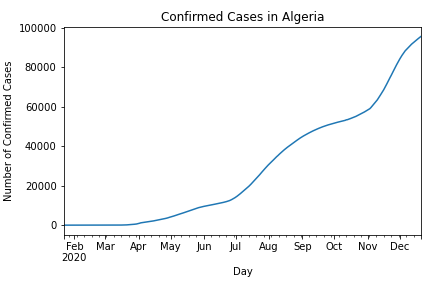 Confirmed Cases in Algeria
Number of Confirmed Cases
100000
80000
60000
40000
20000
0
Feb Mar Apr May Jun Jul Aug Sep Oct Nov Dec
2020
Day